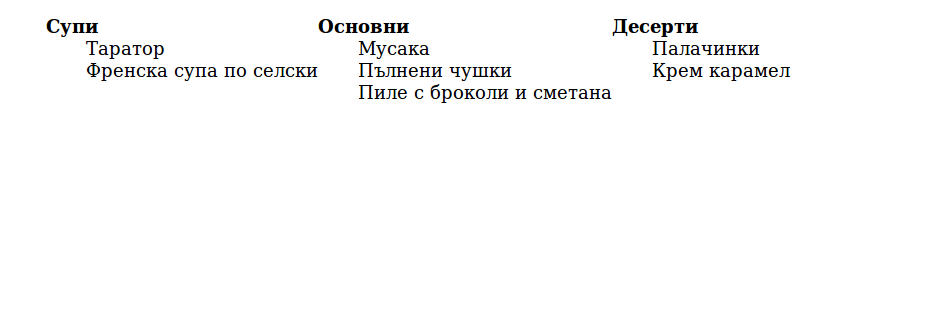 Супи
Таратор
Френска супа по селски
Основни
Мусака
Пълнени чушки
Пиле с броколи и сметана
Десерти
Палачинки
Крем карамел